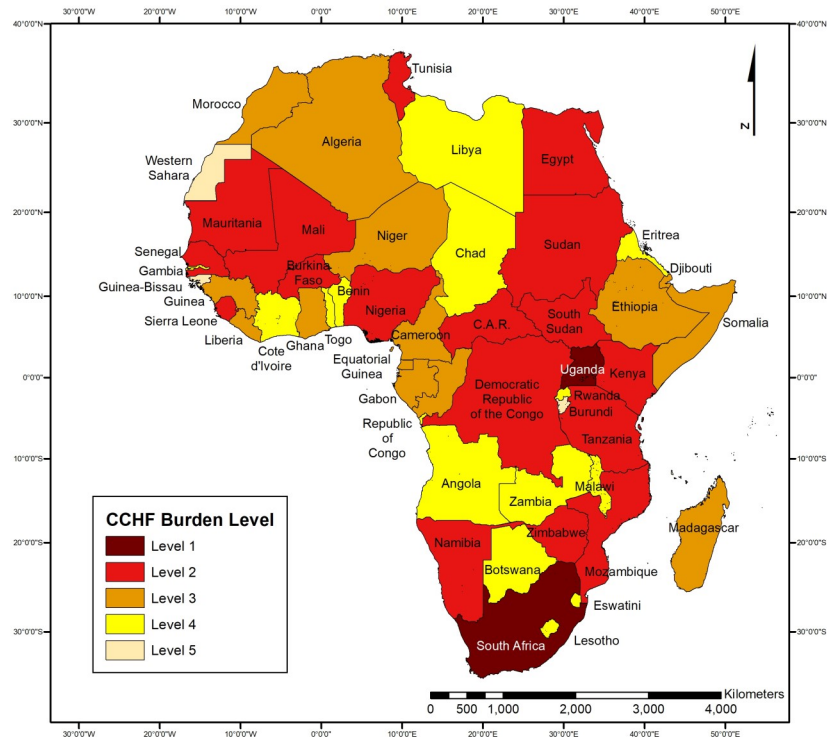 30°0'0"W 20°0'0"W 10°0'0"W 0°0'0" 10°0'0"E 20°0'0"E 30°0'0"E 40°0'0"E 50°0'0"E
40°0'0"N 40°0'0"N
Tunisia
Morocco
30°0'0"N 30°0'0"N
N
Algeria
Libya
Egypt
Western
Sahara
20°0'0"N 20°0'0"N
Mauritania
Mali
Niger
Chad
Sudan
Eritrea
Senegal
Gambia
Guinea-Bissau
Guinea
Sierra Leone
Liberia
Burkina
Faso
Benin
Nigeria
Djibouti
10°0'0"N 10°0'0"N
Ethiopia
Somalia
Cote
d'Ivoire
Ghana
Togo
Cameroon
C.A.R.
South
Sudan
Equatorial
Guinea
Uganda
Kenya
0°0'0" 0°0'0"
Gabon
Democratic
Republic
of the Congo
Rwanda
Burundi
Republic
of
Congo
Tanzania
10°0'0"S 10°0'0"S
Angola
Zambia
Malawi
Madagascar
CCHF Burden Level
Level 1
Level 2
Level 3
Level 4
Level 5
20°0'0"S 20°0'0"S
Namibia
Zimbabwe
Botswana
Mozambique
Eswatini
30°0'0"S 30°0'0"S
South Africa
Lesotho
Kilometers
0 500 1,000 2,000 3,000 4,000
30°0'0"W 20°0'0"W 10°0'0"W 0°0'0" 10°0'0"E 20°0'0"E 30°0'0"E 40°0'0"E 50°0'0"E